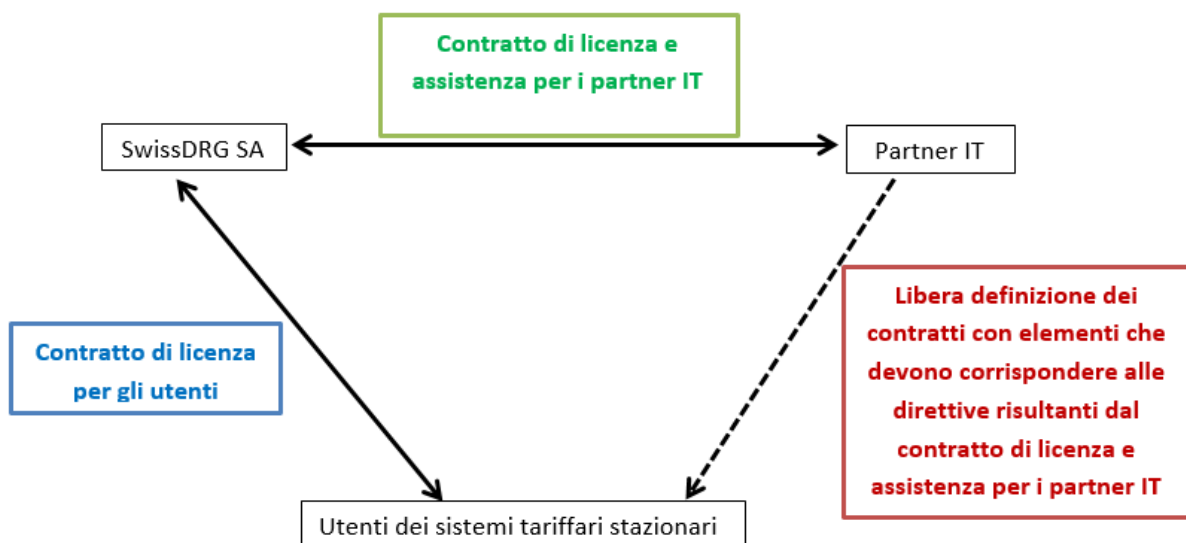 Contratto di licenza e
assistenza per i partner IT
SwissDRG SA
Partner IT
Contratto di licenza
per gli utenti
Libera definizione dei
contratti con elementi che
devono corrispondere alle
direttive risultanti dal
contratto di licenza e
assistenza per i partner IT
Utenti dei sistemi tariffari stazionari